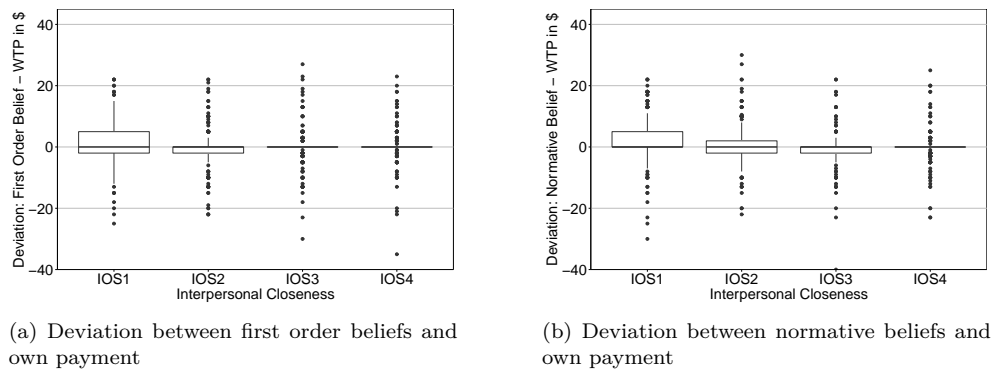 Deviation: First Order Belief − WTP in $
40
20
0
−20
−40
IOS1 IOS2 IOS3 IOS4
Interpersonal Closeness
(a) Deviation between first order beliefs and
own payment
Deviation: Normative Belief − WTP in $
40
20
0
−20
−40
IOS1 IOS2 IOS3 IOS4
Interpersonal Closeness
(b) Deviation between normative beliefs and
own payment